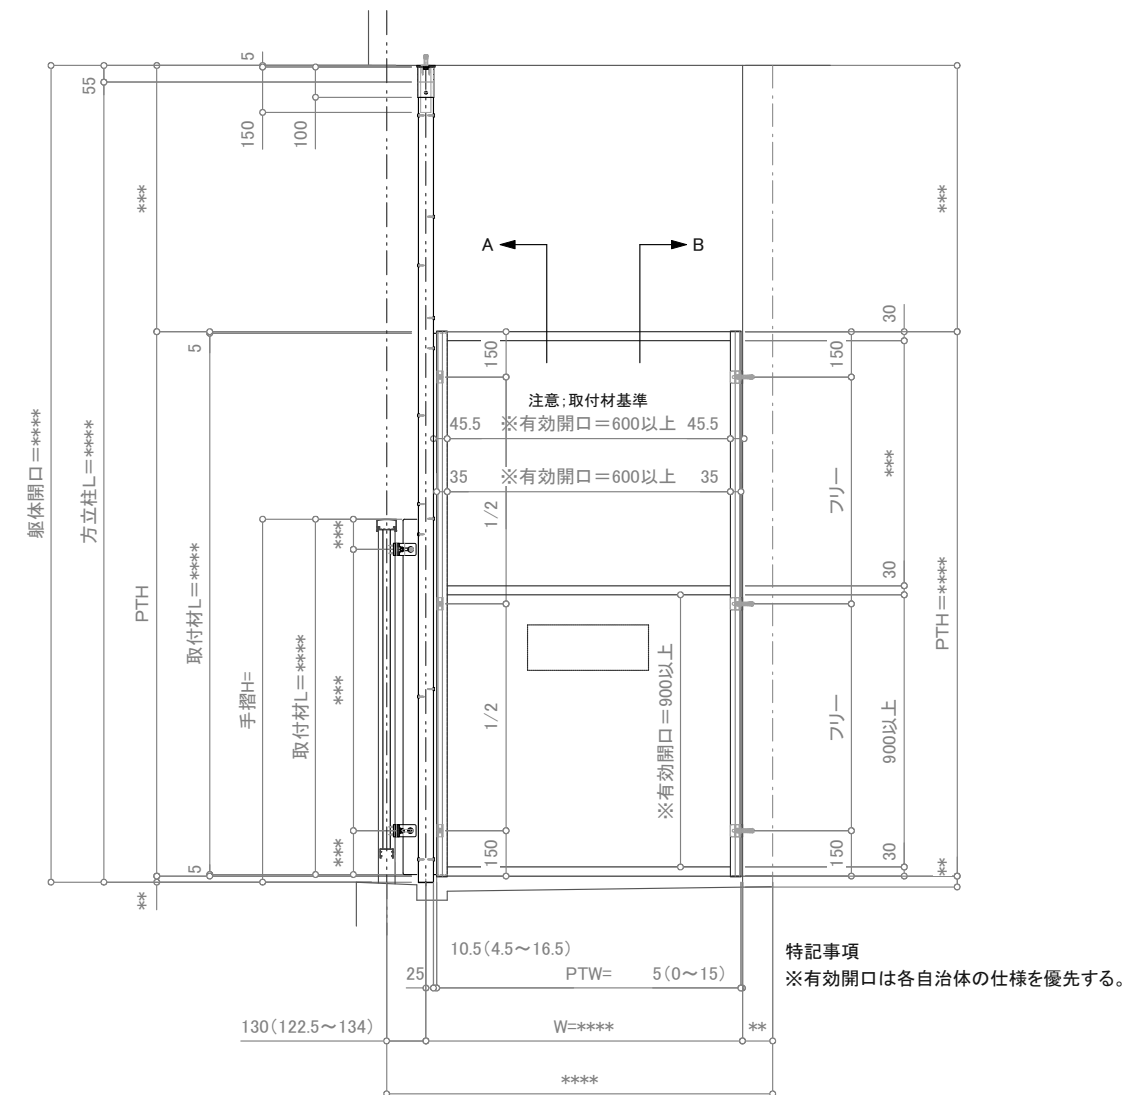 5
55
150
100
***
***
A
B
30
5
150
150
注意;取付材基準
45.5 ※有効開口=600以上 45.5
35 ※有効開口=600以上 35
躯体開口=****
方立柱L=****
1/2
フリー
***
***
PTH
取付材L=****
30
PTH=****
手摺H=
取付材L=****
***
1/2
※有効開口=900以上
フリー
900以上
***
5
150
150
30
**
**
10.5(4.5~16.5)
25 PTW= 5(0~15)
特記事項
※有効開口は各自治体の仕様を優先する。
130(122.5~134) W=**** **
****